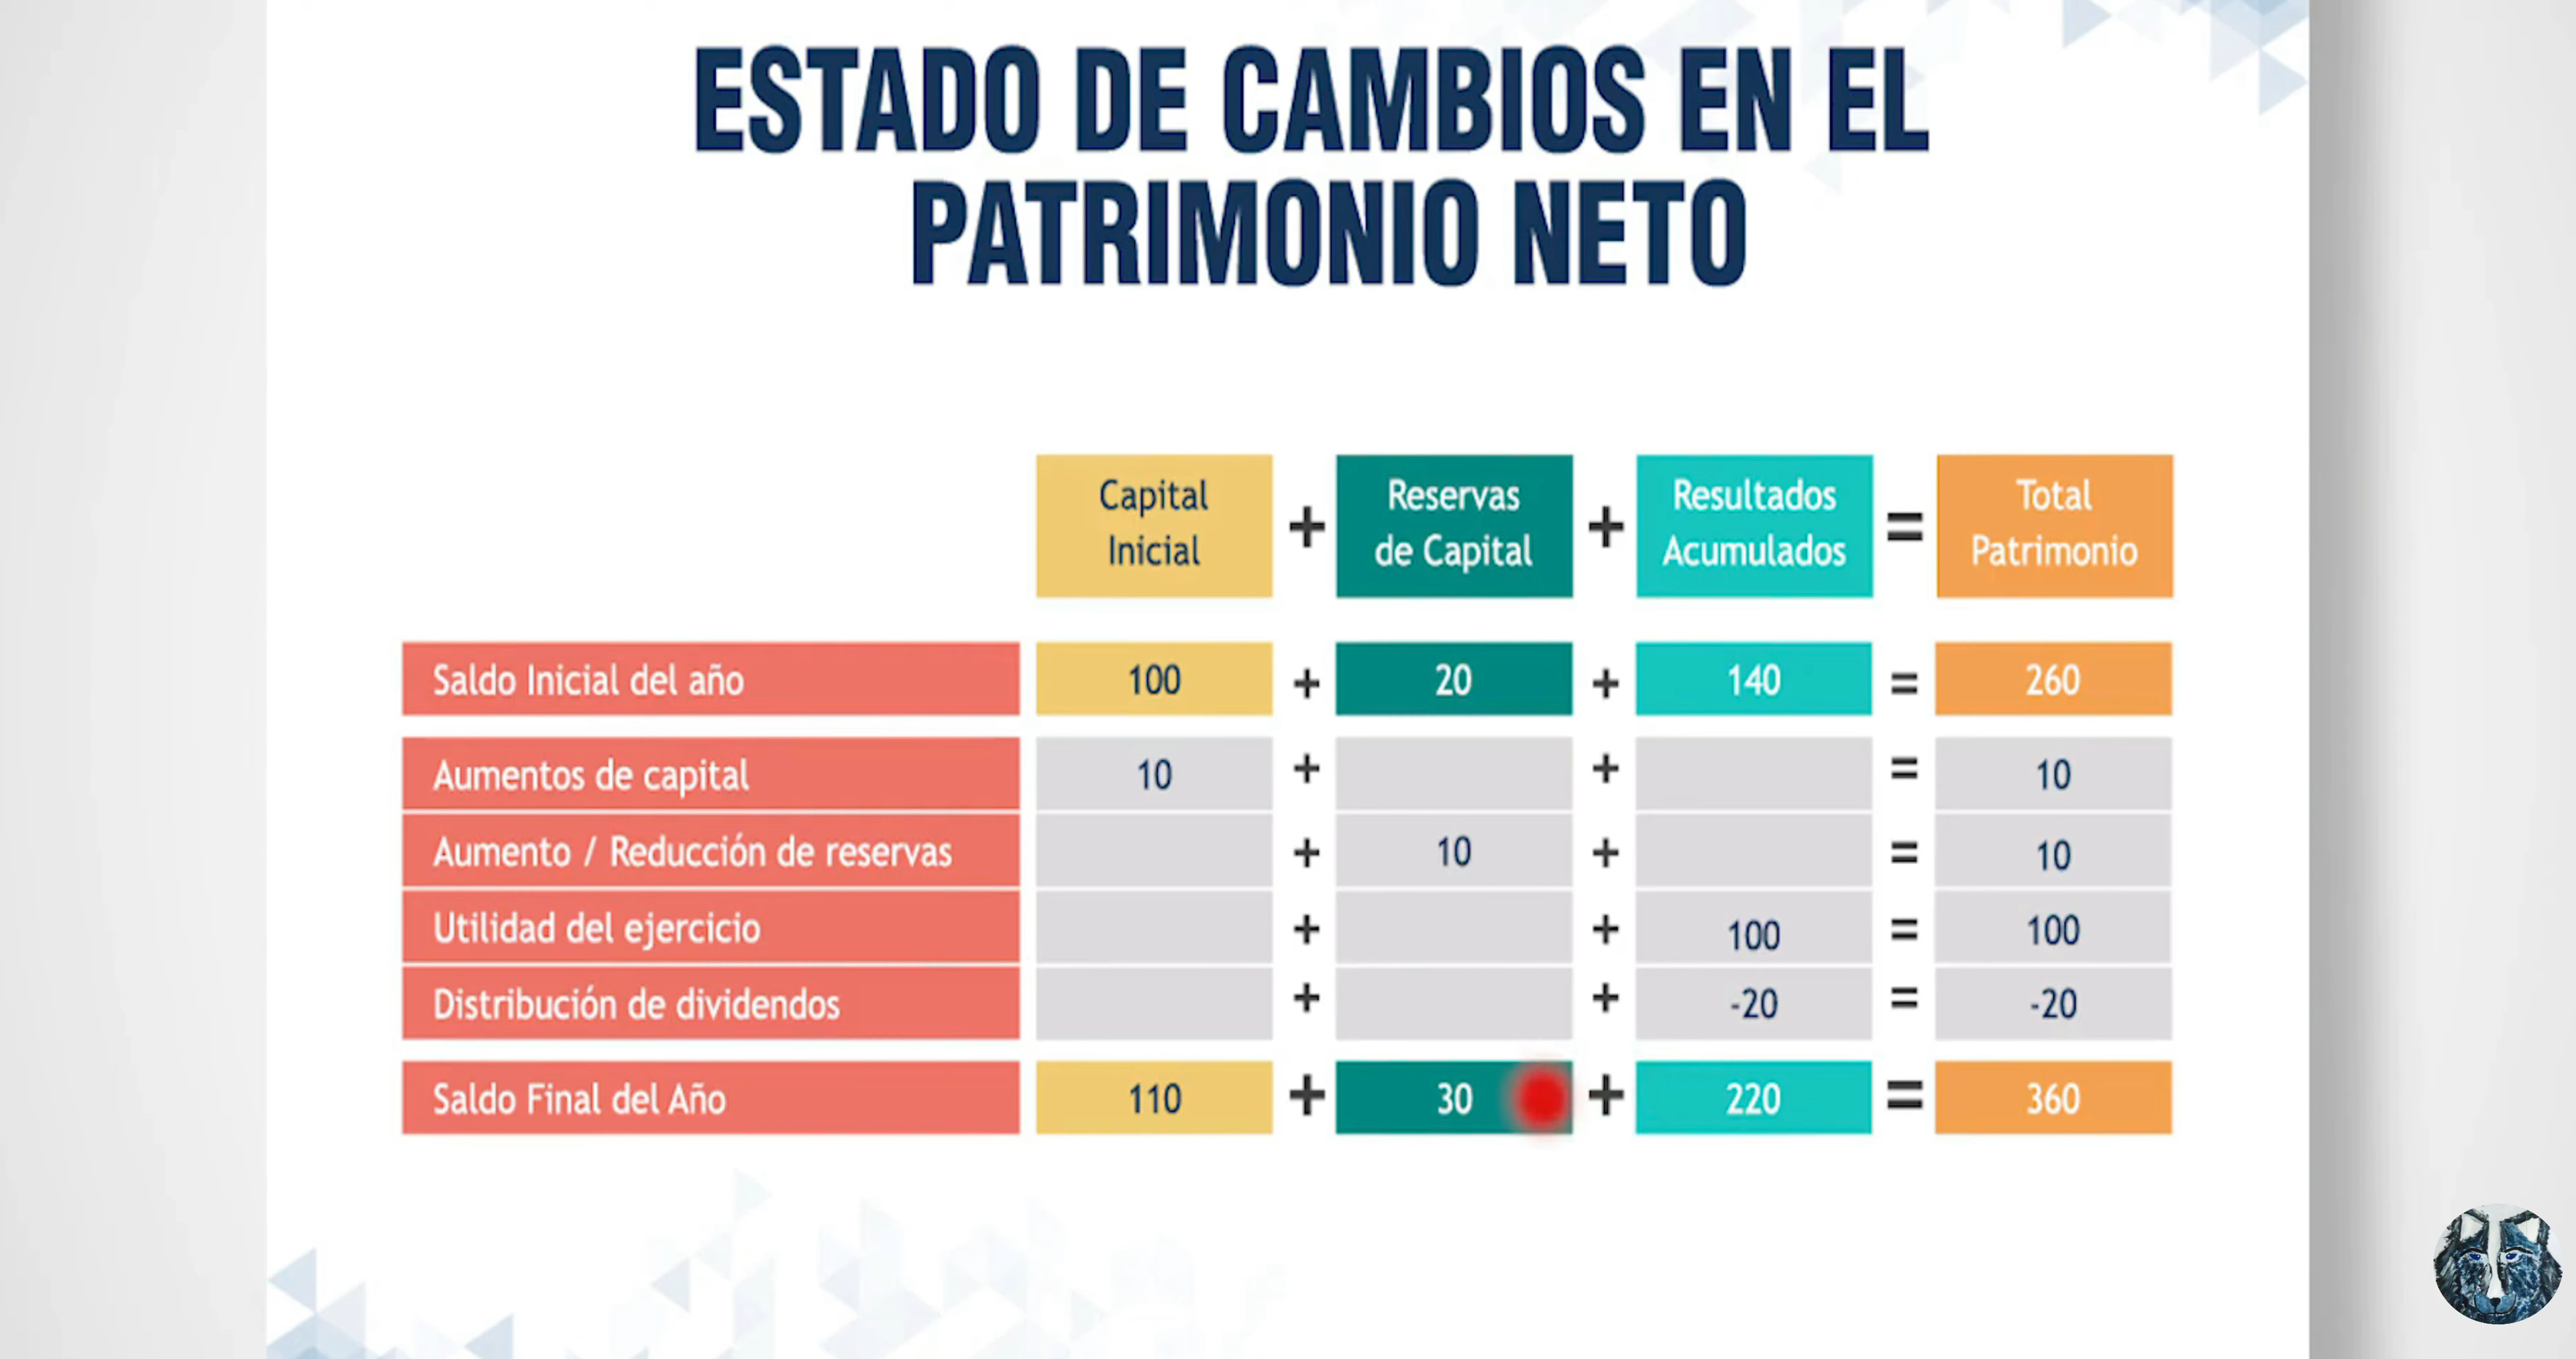 ESTADO DE CAMBIOS EN EL
PATRIMONIO NETO
Capital Inicial + Reservas de Capital + Resultados Acumulados = Total Patrimonio
Saldo Inicial del año 100 + 20 + 140 = 260
Aumentos de capital 10 + + = 10
Aumento / Reducción de reservas + 10 + = 10
Utilidad del ejercicio + + 100 = 100
Distribución de dividendos + + -20 = -20
Saldo Final del Año 110 + 30 + 220 = 360